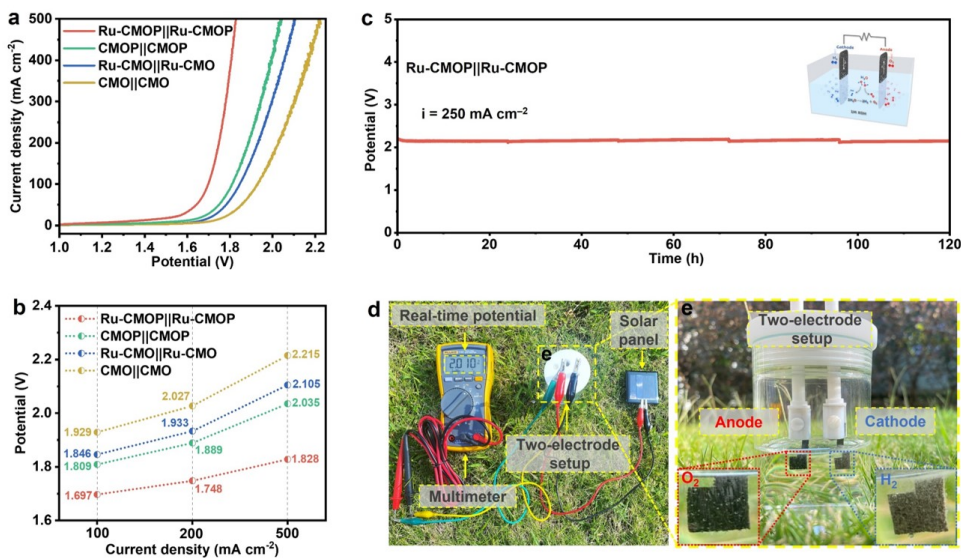 a
Ru-CMOP||Ru-CMOP
CMOP||CMOP
Ru-CMO||Ru-CMO
CMO||CMO
500
400
300
200
100
0
1.0 1.2 1.4 1.6 1.8 2.0 2.2
Current density (mA cm⁻²)
Potential (V)
b
Ru-CMOP||Ru-CMOP
CMOP||CMOP
Ru-CMO||Ru-CMO
CMO||CMO
2.4
2.2
2.0
1.8
1.6
1.929
2.027
2.215
1.846
1.933
2.105
1.809
1.889
2.035
1.697
1.748
1.828
100 200 500
Potential (V)
Current density (mA cm⁻²)
c
Ru-CMOP||Ru-CMOP
i = 250 mA cm⁻²
Cathode
Anode
5
4
3
2
1
0
0 20 40 60 80 100 120
Potential (V)
Time (h)
d
Real-time potential
Solar
panel
2.010
e
Two-electrode
setup
Multimeter
e
Two-electrode
setup
Anode
Cathode
O₂
H₂